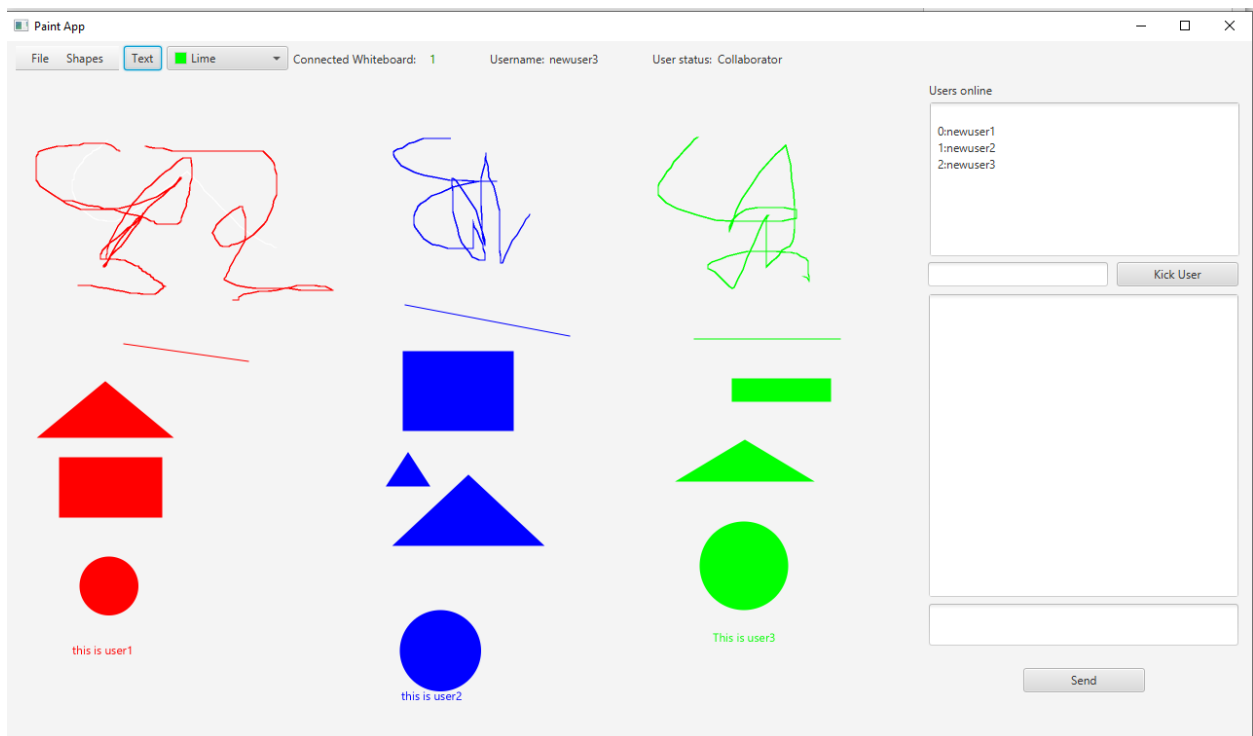 Paint App
File Shapes Text Lime Connected Whiteboard: 1 Username: newuser3 User status: Collaborator
Users online
0:newuser1
1:newuser2
2:newuser3
Kick User
this is user1
this is user2
This is user3
Send